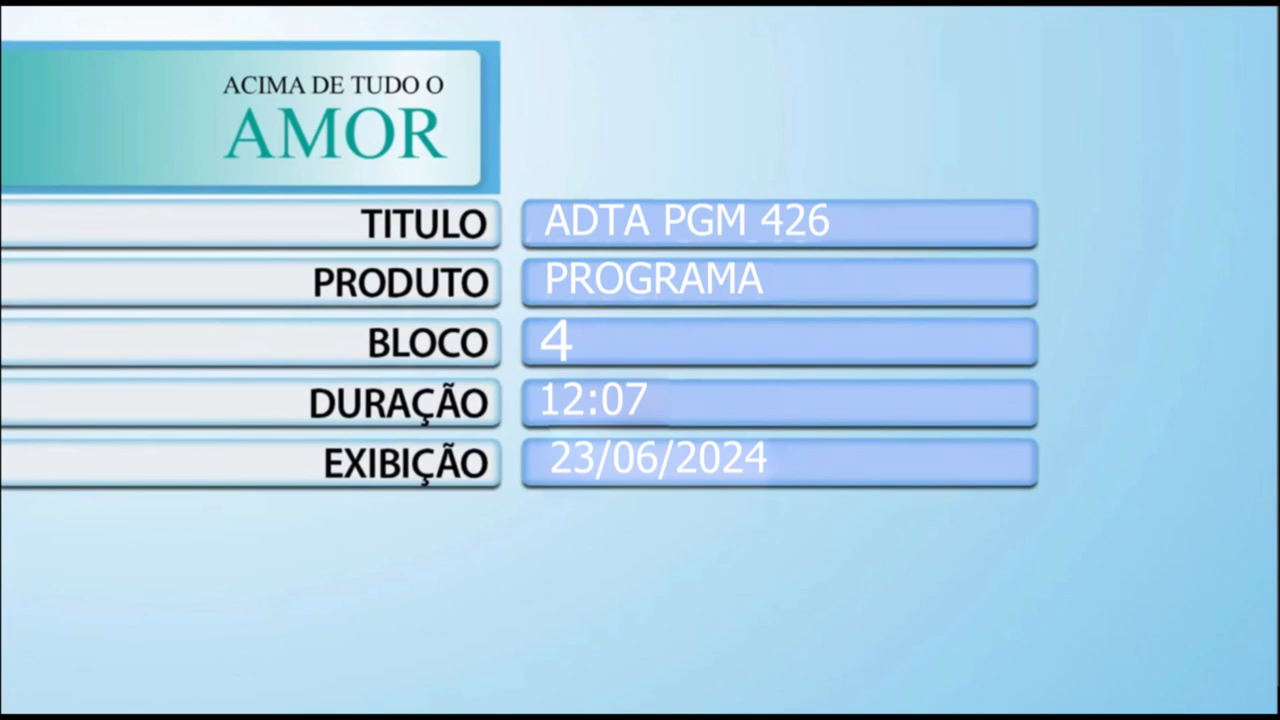 ACIMA DE TUDO O
AMOR
TITULO ADTA PGM 426
PRODUTO PROGRAMA
BLOCO 4
DURAÇÃO 12:07
EXIBIÇÃO 23/06/2024